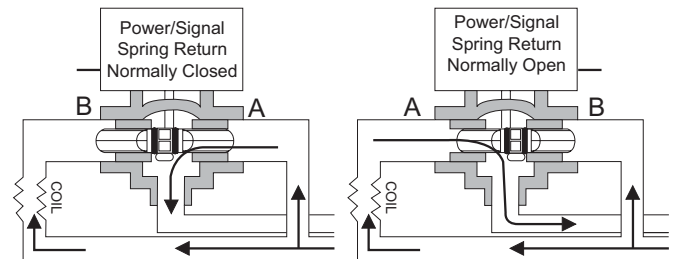 Power/Signal
Spring Return
Normally Closed
B
A
COIL
Power/Signal
Spring Return
Normally Open
A
B
COIL